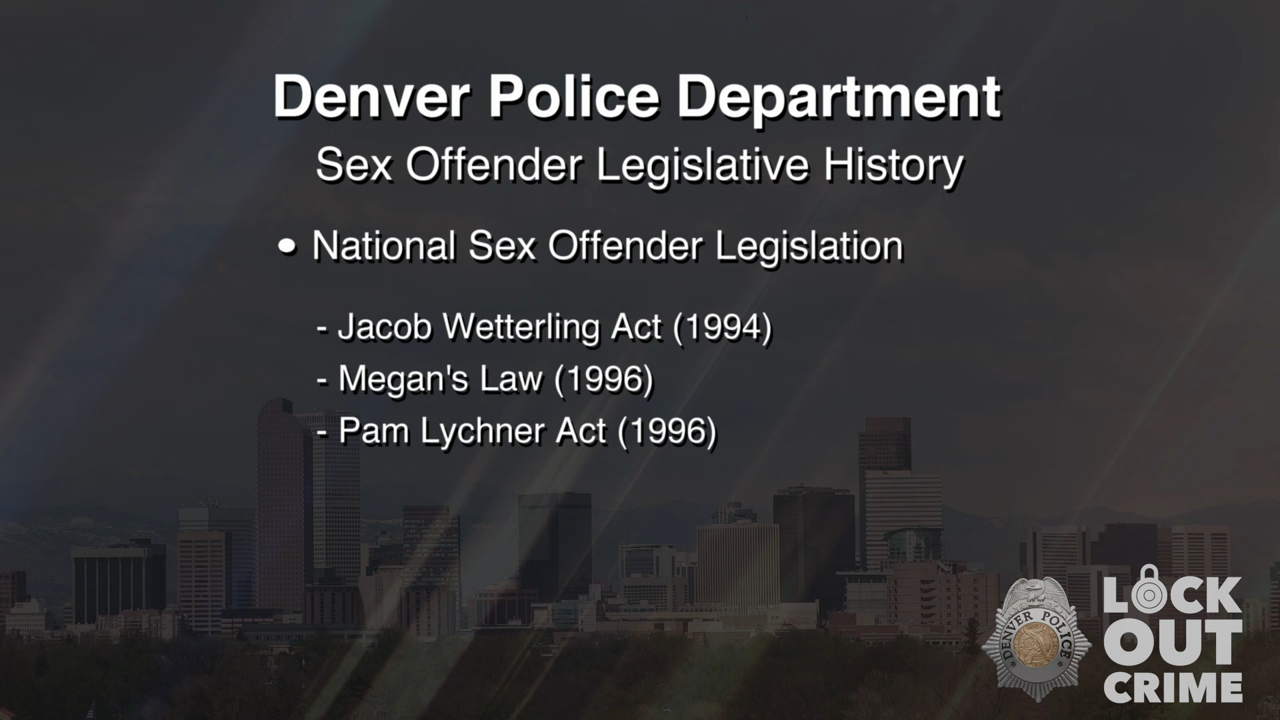 Denver Police Department
Sex Offender Legislative History
• National Sex Offender Legislation
- Jacob Wetterling Act (1994)
- Megan's Law (1996)
- Pam Lychner Act (1996)
DENVER POLICE
LOCK
OUT
CRIME